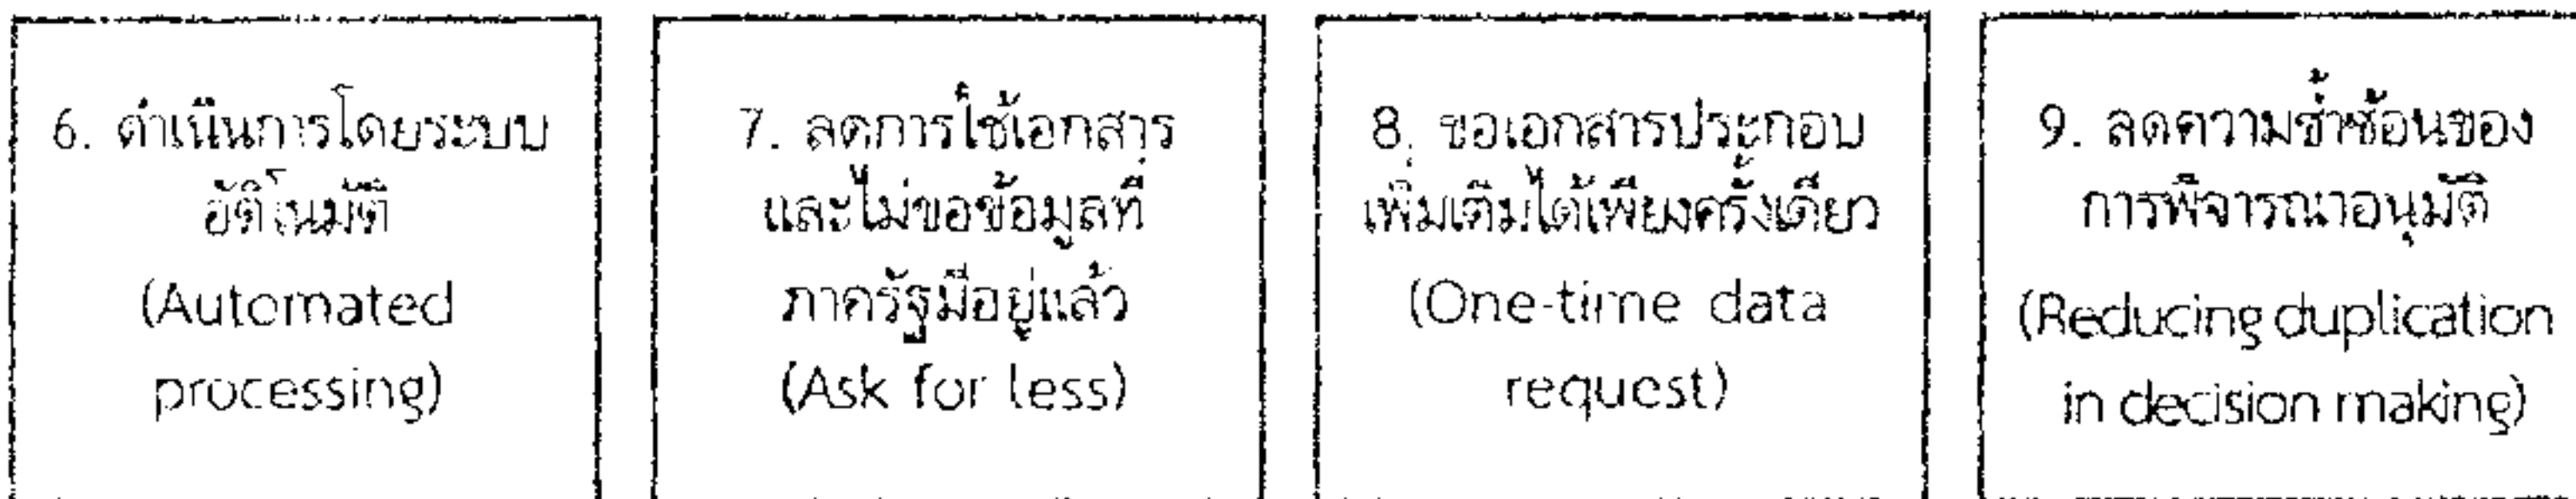 6. ดำเนินการโดยระบบ
อัตโนมัติ
(Automated
processing)
7. ลดการใช้เอกสาร
และไม่ขอข้อมูลที่
ภาครัฐมีอยู่แล้ว
(Ask for less)
8. ขอเอกสารประกอบ
เพิ่มเติมได้เพียงครั้งเดียว
(One-time data
request)
9. ลดความซ้ำซ้อนของ
การพิจารณาอนุมัติ
(Reducing duplication
in decision making)